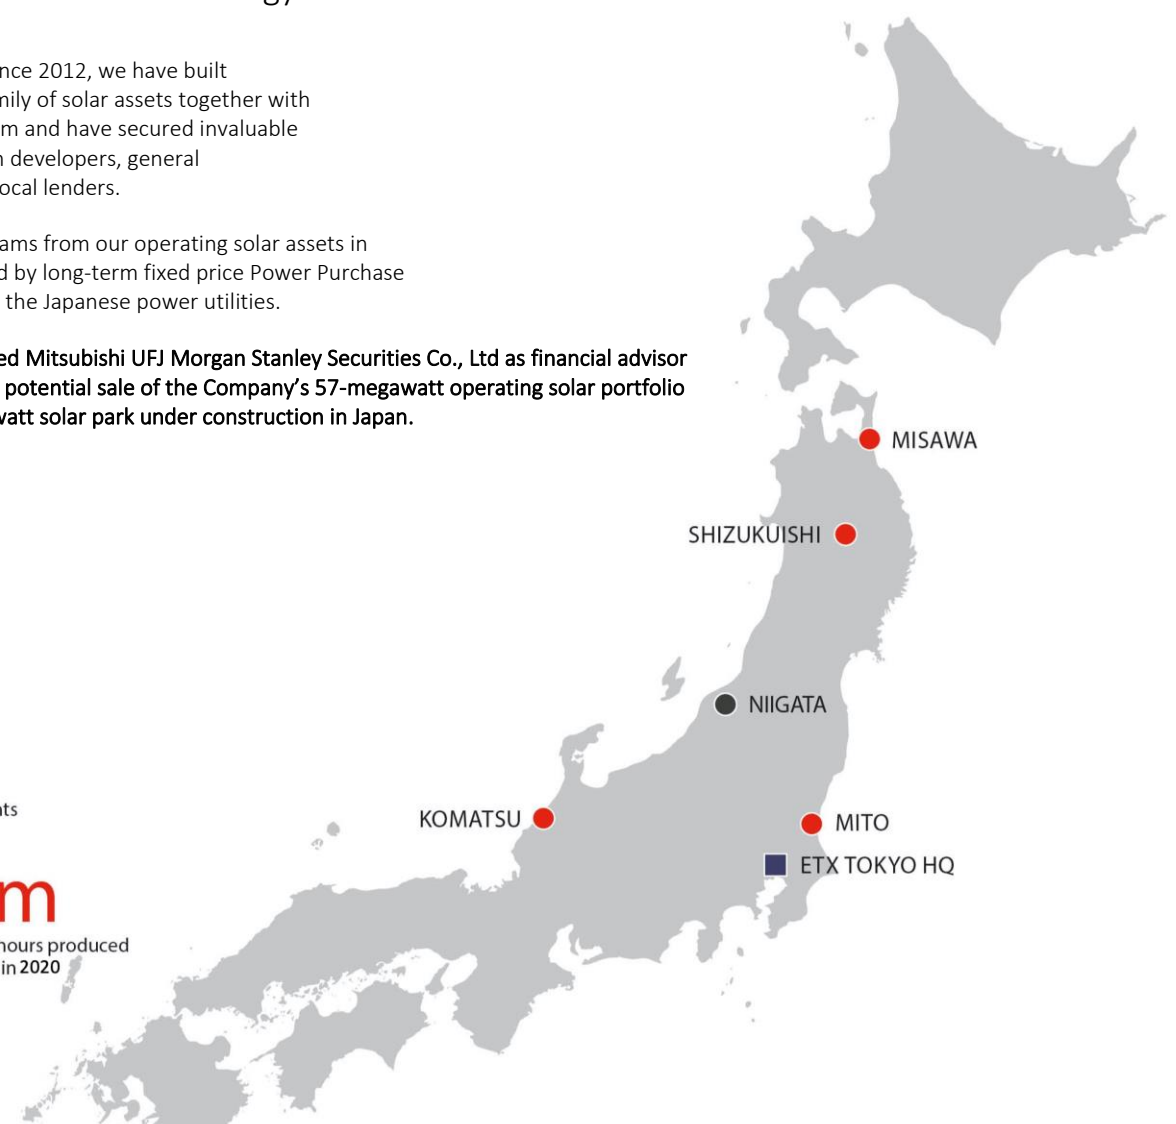 nce 2012, we have built
mily of solar assets together with
m and have secured invaluable
n developers, general
ocal lenders.
ams from our operating solar assets in
d by long-term fixed price Power Purchase
the Japanese power utilities.
ed Mitsubishi UFJ Morgan Stanley Securities Co., Ltd as financial advisor
potential sale of the Company's 57-megawatt operating solar portfolio
watt solar park under construction in Japan.
MISAWA
SHIZUKUISHI
NIIGATA
KOMATSU
MITO
ETX TOKYO HQ
nts
m
hours produced
in 2020